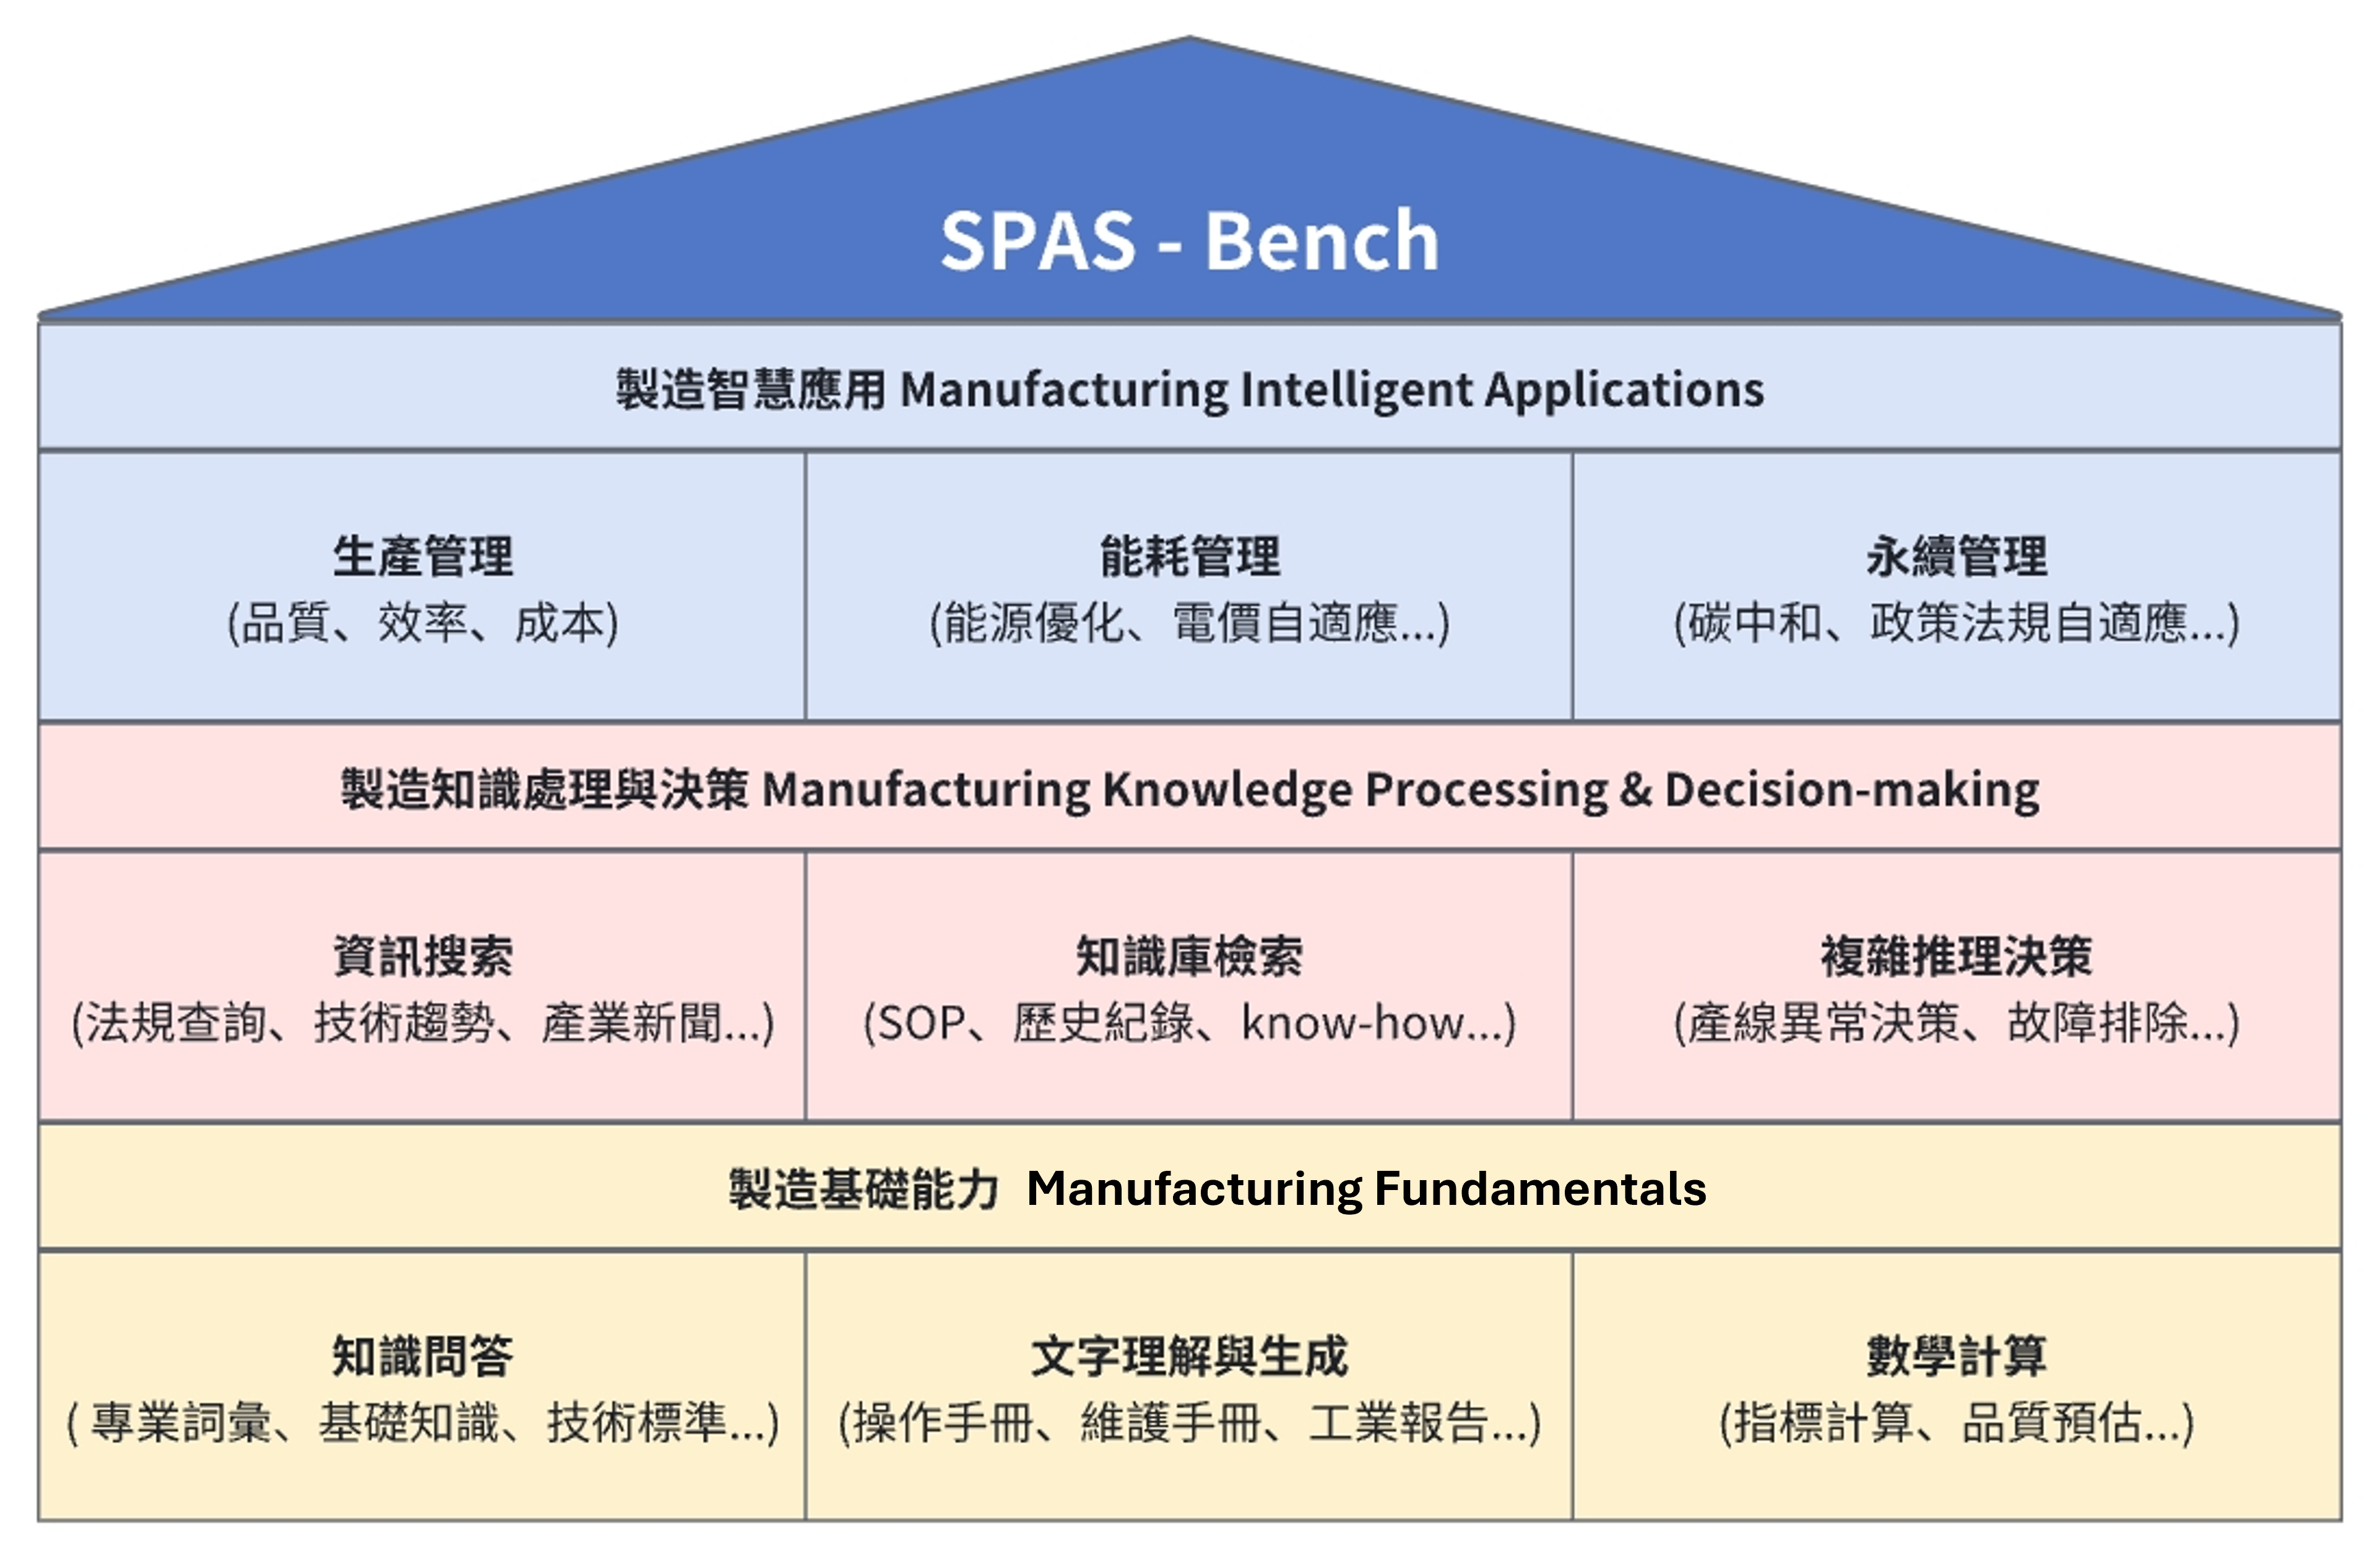 SPAS - Bench
製造智慧應用 Manufacturing Intelligent Applications
生產管理
(品質、效率、成本)
能耗管理
(能源優化、電價自適應...)
永續管理
(碳中和、政策法規自適應...)
製造知識處理與決策 Manufacturing Knowledge Processing & Decision-making
資訊搜索
(法規查詢、技術趨勢、產業新聞...)
知識庫檢索
(SOP、歷史紀錄、know-how...)
複雜推理決策
(產線異常決策、故障排除...)
製造基礎能力 Manufacturing Fundamentals
知識問答
( 專業詞彙、基礎知識、技術標準...)
文字理解與生成
(操作手冊、維護手冊、工業報告...)
數學計算
(指標計算、品質預估...)